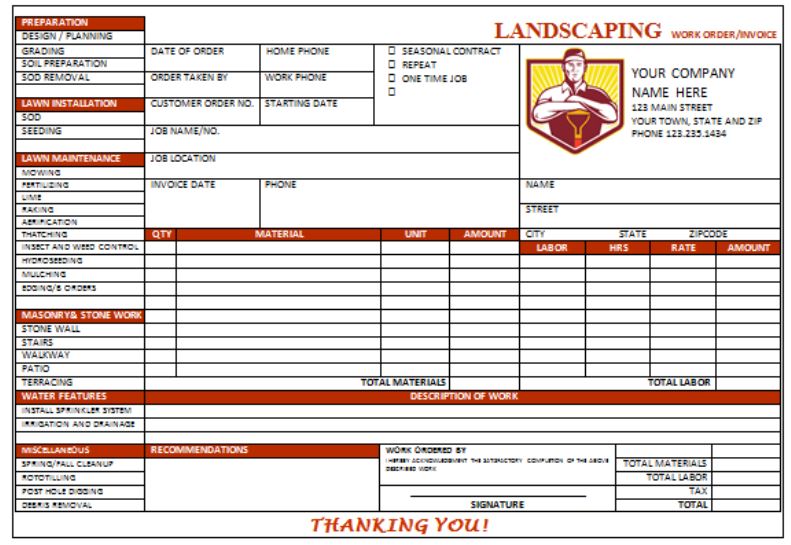 PREPARATION
DESIGN / PLANNING
GRADING
SOIL PREPARATION
SOD REMOVAL
LAWN INSTALLATION
SOD
SEEDING
LAWN MAINTENANCE
MOWING
FERTILIZING
LIME
RAKING
AERIFICATION
THATCHING
INSECT AND WEED CONTROL
HYDROSEEDING
MULCHING
EDGING/B ORDERS
MASONRY& STONE WORK
STONE WALL
STAIRS
WALKWAY
PATIO
TERRACING
WATER FEATURES
INSTALL SPRINKLER SYSTEM
IRRIGATION AND DRAINAGE
MISCELLANEOUS
SPRING/FALL CLEANUP
ROTOTILLING
POST HOLE DIGGING
DEBRIS REMOVAL
LANDSCAPING WORK ORDER/INVOICE
DATE OF ORDER HOME PHONE
ORDER TAKEN BY WORK PHONE
CUSTOMER ORDER NO. STARTING DATE
JOB NAME/NO.
JOB LOCATION
INVOICE DATE PHONE
SEASONAL CONTRACT
REPEAT
ONE TIME JOB
YOUR COMPANY
NAME HERE
123 MAIN STREET
YOUR TOWN, STATE AND ZIP
PHONE 123.235.1434
NAME
STREET
CITY STATE ZIPCODE
QTY MATERIAL UNIT AMOUNT
LABOR HRS RATE AMOUNT
TOTAL MATERIALS TOTAL LABOR
DESCRIPTION OF WORK
RECOMMENDATIONS
WORK ORDERED BY
I HEREBY ACKNOWLEDGMENT THE SATISFACTORY COMPLETION OF THE ABOVE
DESCRIBED WORK
SIGNATURE
TOTAL MATERIALS
TOTAL LABOR
TAX
TOTAL
THANKING YOU!